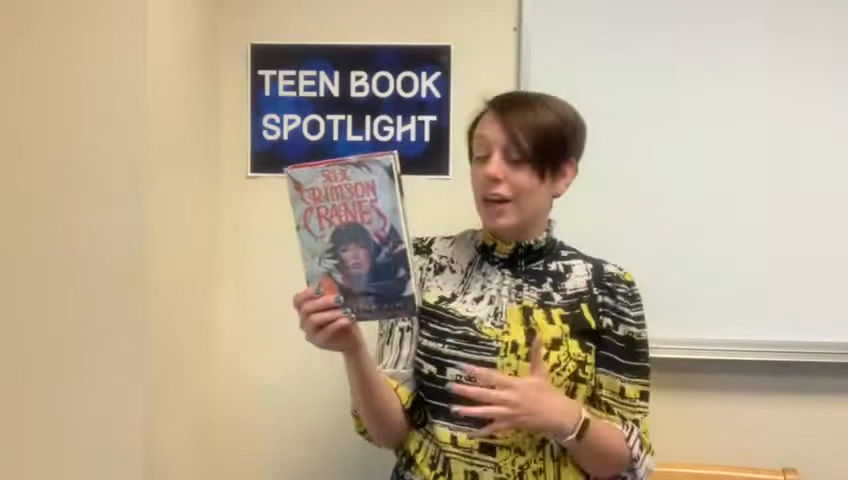 TEEN BOOK
SPOTLIGHT
SIX
CRIMSON
CRANES